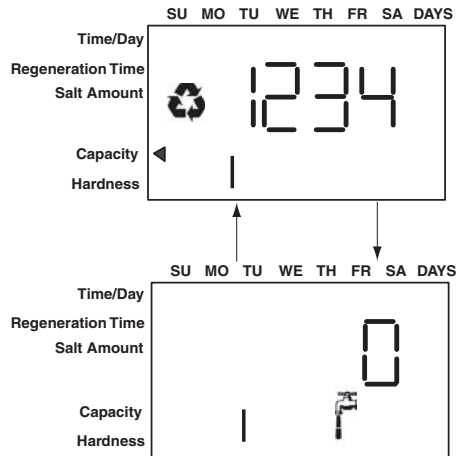 SU MO TU WE TH FR SA DAYS
Time/Day
Regeneration Time
Salt Amount
1234
Capacity
Hardness
1
SU MO TU WE TH FR SA DAYS
Time/Day
Regeneration Time
Salt Amount
0
Capacity
Hardness
1